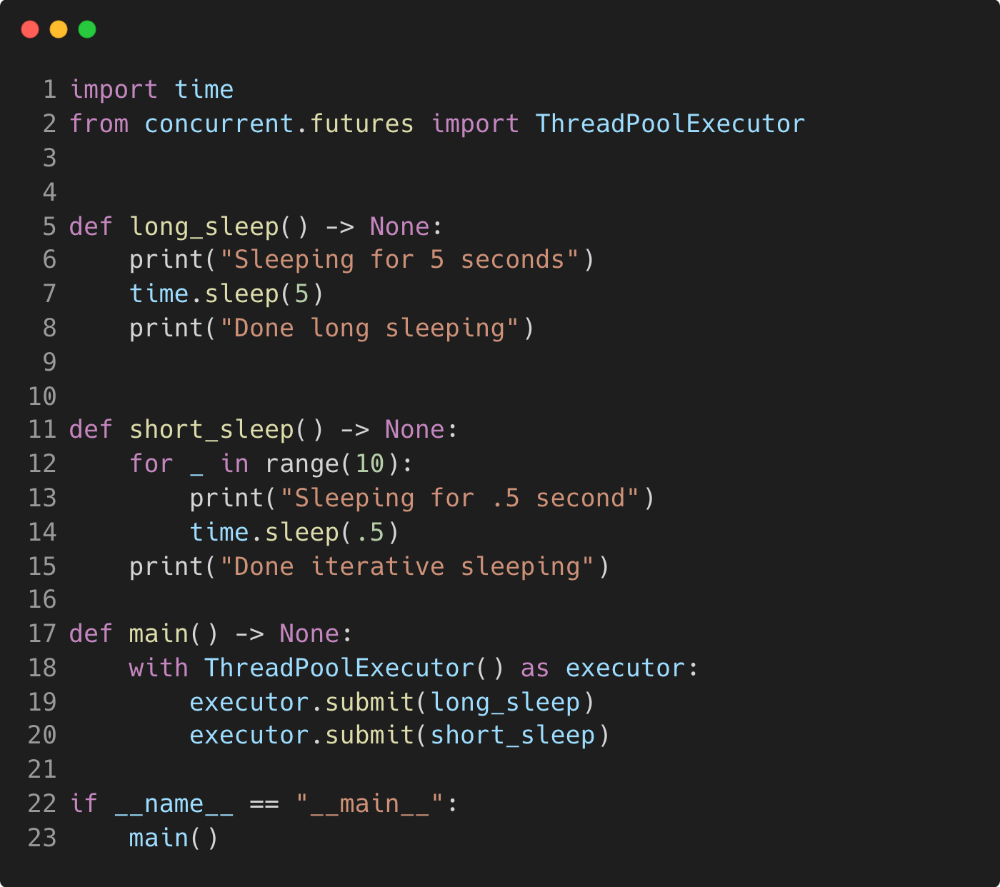 1 import time
2 from concurrent.futures import ThreadPoolExecutor
3
4
5 def long_sleep() -> None:
6     print("Sleeping for 5 seconds")
7     time.sleep(5)
8     print("Done long sleeping")
9
10
11 def short_sleep() -> None:
12     for _ in range(10):
13         print("Sleeping for .5 second")
14         time.sleep(.5)
15     print("Done iterative sleeping")
16
17 def main() -> None:
18     with ThreadPoolExecutor() as executor:
19         executor.submit(long_sleep)
20         executor.submit(short_sleep)
21
22 if __name__ == "__main__":
23     main()